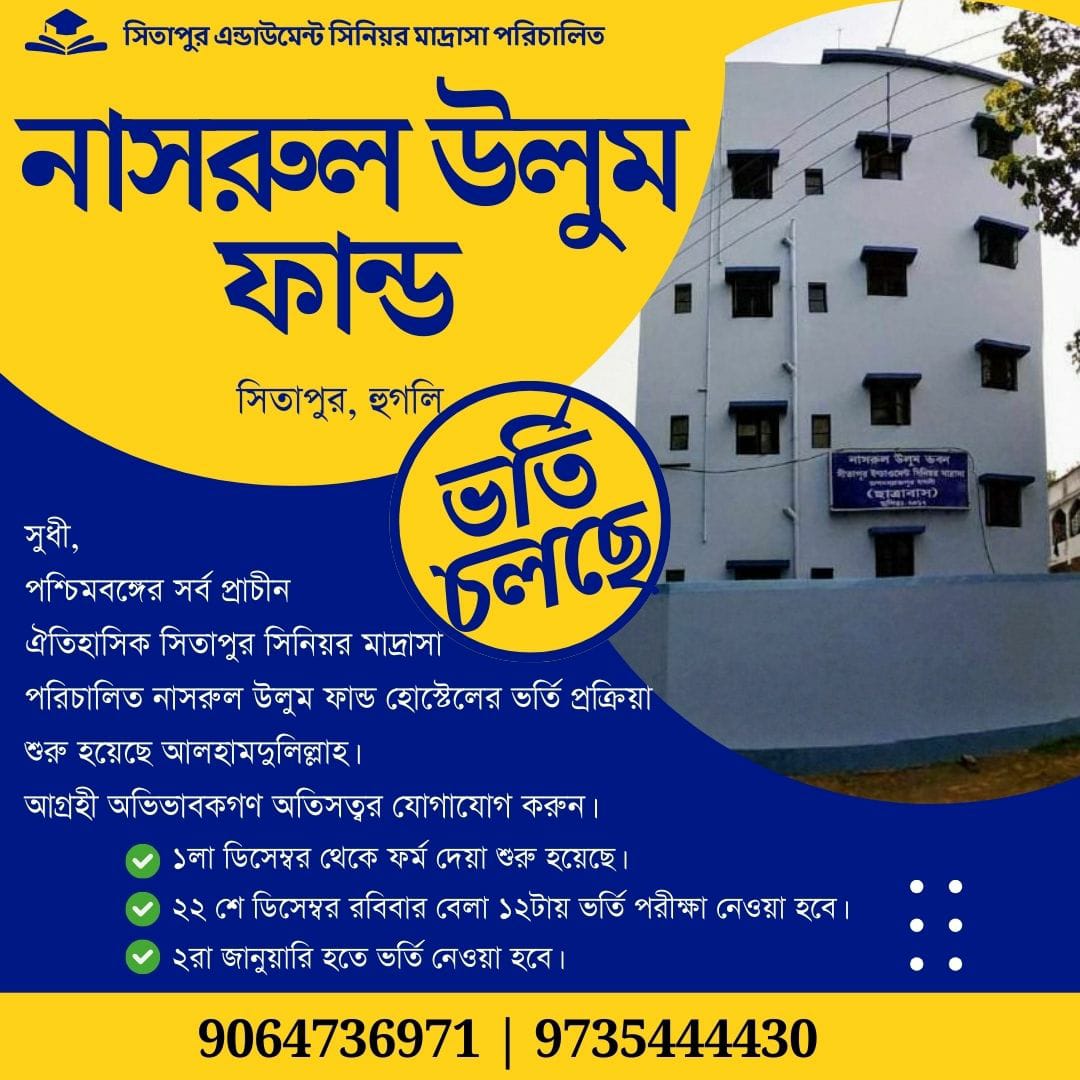 সিতাপুর এন্ডাউমেন্ট সিনিয়র মাদ্রাসা পরিচালিত
নাসরুল উলুম
ফান্ড
সিতাপুর, হুগলি
ভর্তি
চলছে
নাসরুল উলুম ভবন
সীতাপুর ইন্ডাওমেন্ট সিনিয়র মাদ্রাসা
(ছাত্রাবাস)
সুধী,
পশ্চিমবঙ্গের সর্ব প্রাচীন
ঐতিহাসিক সিতাপুর সিনিয়র মাদ্রাসা
পরিচালিত নাসরুল উলুম ফান্ড হোস্টেলের ভর্তি প্রক্রিয়া
শুরু হয়েছে আলহামদুলিল্লাহ।
আগ্রহী অভিভাবকগণ অতিসত্বর যোগাযোগ করুন।
১লা ডিসেম্বর থেকে ফর্ম দেয়া শুরু হয়েছে।
২২ শে ডিসেম্বর রবিবার বেলা ১২টায় ভর্তি পরীক্ষা নেওয়া হবে।
২রা জানুয়ারি হতে ভর্তি নেওয়া হবে।
9064736971 | 9735444430